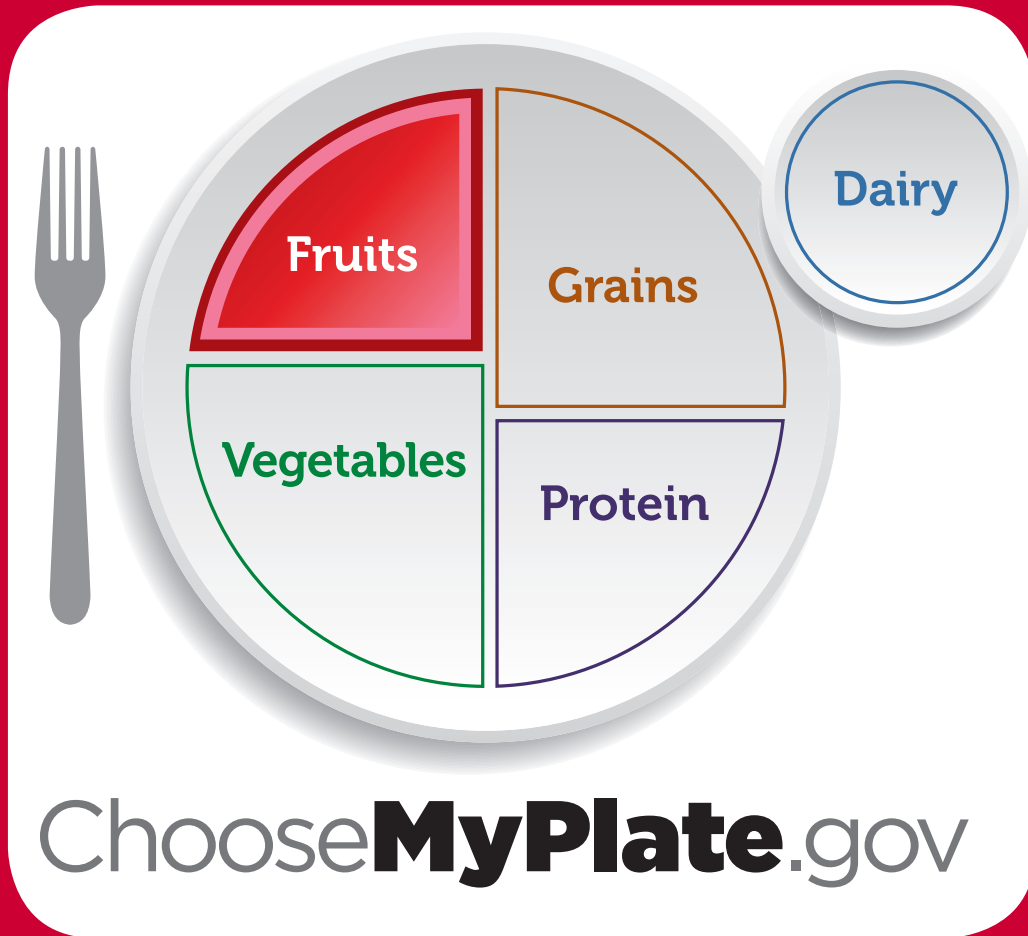 Fruits
Grains
Dairy
Vegetables
Protein
ChooseMyPlate.gov